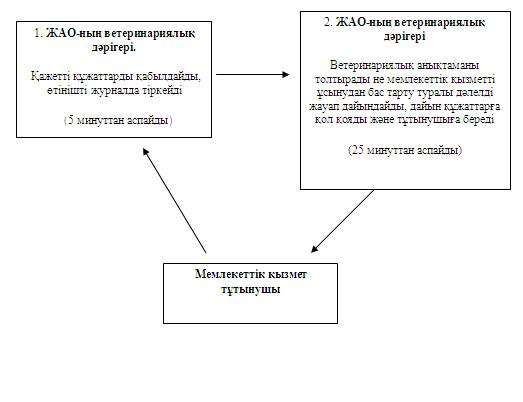 1. ЖАО-нын ветеринариялық
дәрігері.
Қажетті құжаттарды қабылдайды,
өтінішті журналда тіркейді
(5 минуттан аспайды)
2. ЖАО-нын ветеринариялық
дәрігері
Ветеринариялық анықтаманы
толтырады не мемлекеттік қызметті
ұсынудан бас тарту туралы дәлелді
жауап дайындайды, дайын құжаттарға
қол қояды және тұтынушыға береді
(25 минуттан аспайды)
Мемлекеттік қызмет
тұтынушы